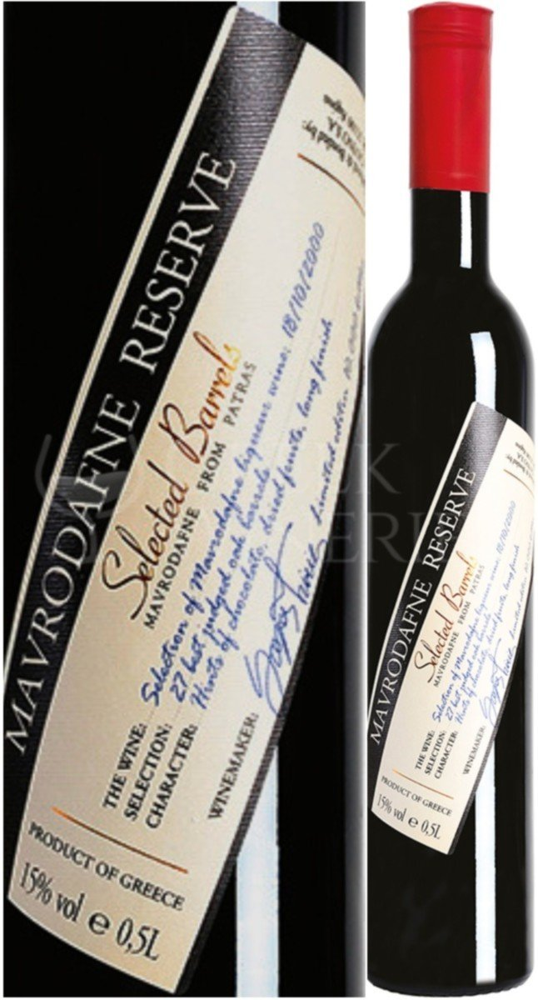 MAVRODAFNE RESERVE
Selected Barrels
MAVRODAFNE FROM PATRAS
THE WINE: Selection of Mavrodafne liqueur wine; 18/10/2000
SELECTION: 27 best judged oak barrels
CHARACTER: Hints of chocolate, dried fruits, long finish
Limited edition
WINEMAKER:
PRODUCT OF GREECE
15% vol e 0,5L
MAVRODAFNE RESERVE
Selected Barrels
MAVRODAFNE FROM PATRAS
THE WINE: Selection of Mavrodafne liqueur wine; 18/10/2000
SELECTION: 27 best judged oak barrels
CHARACTER: Hints of chocolate, dried fruits, long finish
Limited edition
WINEMAKER:
PRODUCT OF GREECE
15% vol e 0,5L